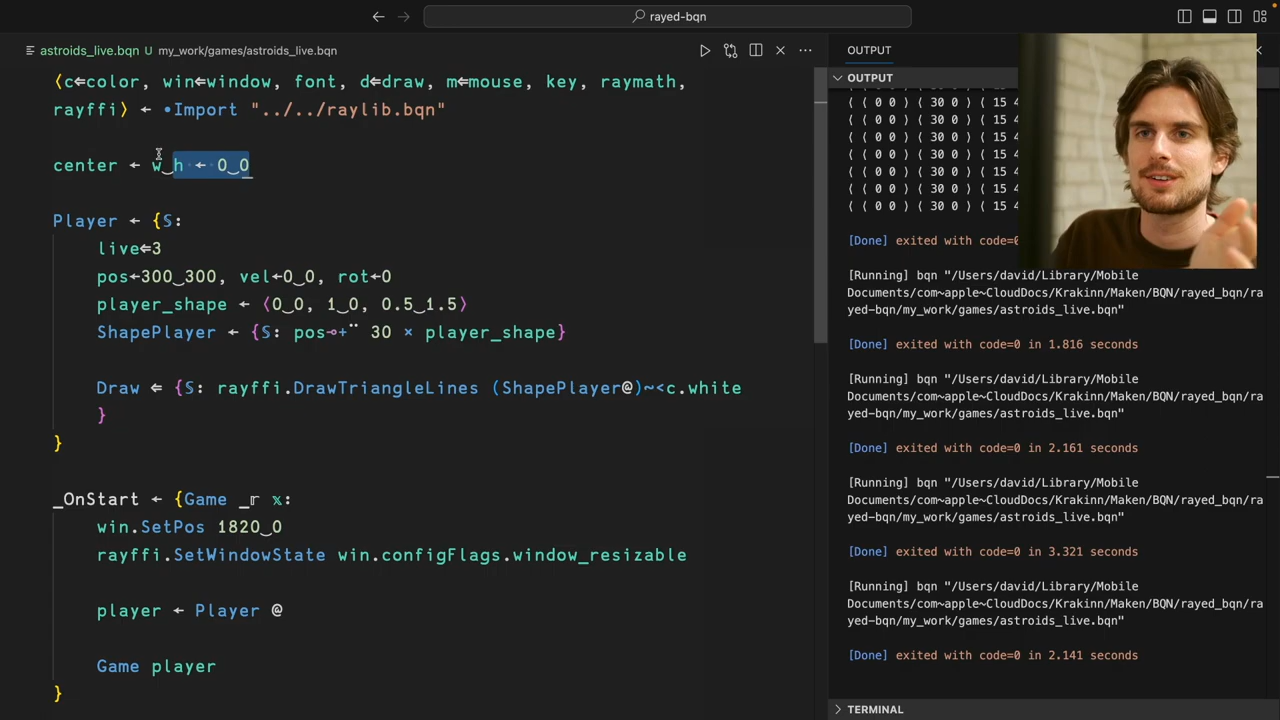 rayed-bqn
astroids_live.bqn U my_work/games/astroids_live.bqn
OUTPUT
⟨c⇐color, win⇐window, font, d⇐draw, m⇐mouse, key, raymath,
rayffi⟩ ← •Import "../../raylib.bqn"
center ← w‿h ← 0‿0
Player ← {𝕊:
live⇐3
pos←300‿300, vel←0‿0, rot←0
player_shape ← ⟨0‿0, 1‿0, 0.5‿1.5⟩
ShapePlayer ← {𝕊: pos⊸+¨ 30 × player_shape}
Draw ⇐ {𝕊: rayffi.DrawTriangleLines (ShapePlayer@)∾<c.white
}
}
_OnStart ← {Game _𝕣 𝕩:
win.SetPos 1820‿0
rayffi.SetWindowState win.configFlags.window_resizable
player ← Player @
Game player
}
OUTPUT
⟨ ⟨ 0 0 ⟩ ⟨ 30 0 ⟩ ⟨ 15 4
⟨ ⟨ 0 0 ⟩ ⟨ 30 0 ⟩ ⟨ 15 4
⟨ ⟨ 0 0 ⟩ ⟨ 30 0 ⟩ ⟨ 15 4
⟨ ⟨ 0 0 ⟩ ⟨ 30 0 ⟩ ⟨ 15 4
⟨ ⟨ 0 0 ⟩ ⟨ 30 0 ⟩ ⟨ 15 4
⟨ ⟨ 0 0 ⟩ ⟨ 30 0 ⟩ ⟨ 15 4
⟨ ⟨ 0 0 ⟩ ⟨ 30 0 ⟩ ⟨ 15 4
[Done] exited with code=0
[Running] bqn "/Users/david/Library/Mobile
Documents/com~apple~CloudDocs/Krakinn/Maken/BQN/rayed_bqn/ra
yed-bqn/my_work/games/astroids_live.bqn"
[Done] exited with code=0 in 1.816 seconds
[Running] bqn "/Users/david/Library/Mobile
Documents/com~apple~CloudDocs/Krakinn/Maken/BQN/rayed_bqn/ra
yed-bqn/my_work/games/astroids_live.bqn"
[Done] exited with code=0 in 2.161 seconds
[Running] bqn "/Users/david/Library/Mobile
Documents/com~apple~CloudDocs/Krakinn/Maken/BQN/rayed_bqn/ra
yed-bqn/my_work/games/astroids_live.bqn"
[Done] exited with code=0 in 3.321 seconds
[Running] bqn "/Users/david/Library/Mobile
Documents/com~apple~CloudDocs/Krakinn/Maken/BQN/rayed_bqn/ra
yed-bqn/my_work/games/astroids_live.bqn"
[Done] exited with code=0 in 2.141 seconds
TERMINAL